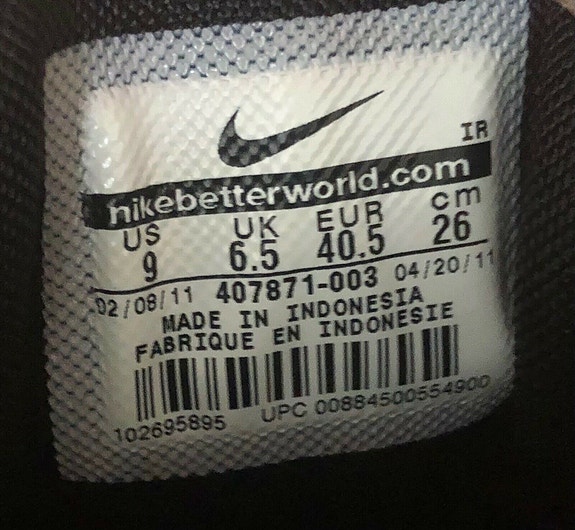 IR
nikebetterworld.com
US UK EUR cm
9 6.5 40.5 26
02/08/11 407871-003 04/20/11
MADE IN INDONESIA
FABRIQUE EN INDONESIE
102695895 UPC 00884500554900